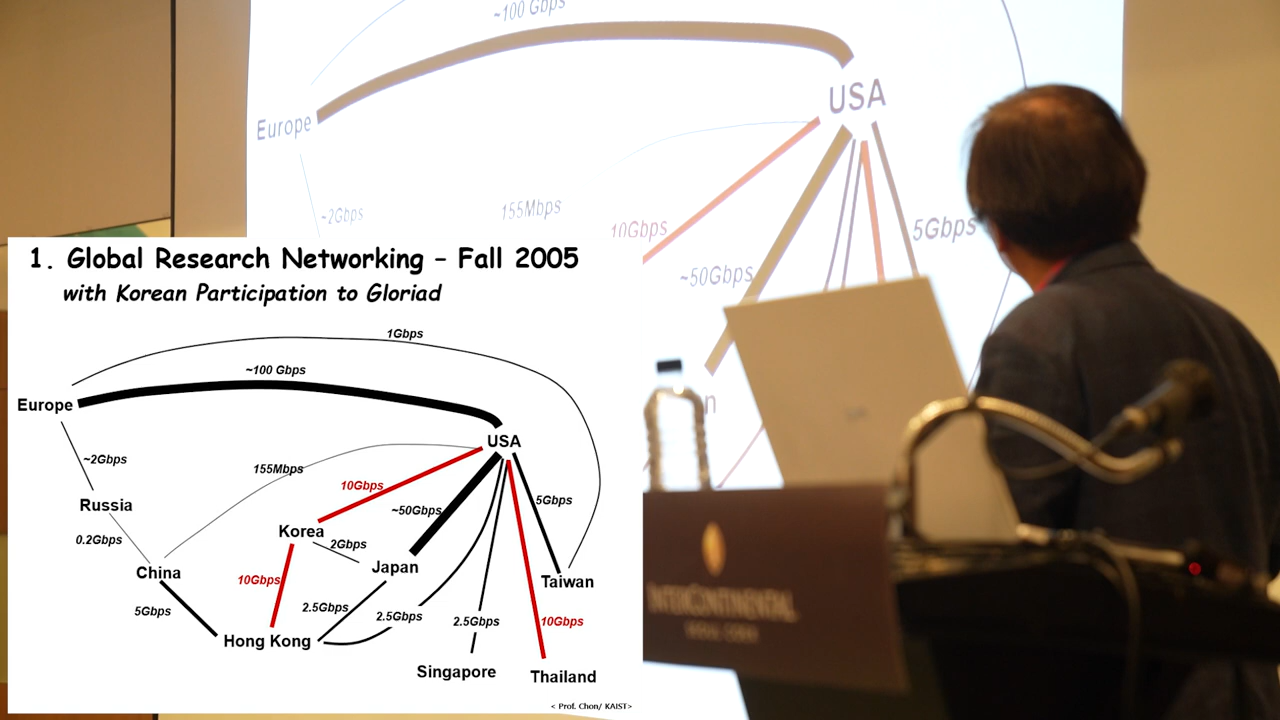 ~100 Gbps
USA
Europe
~2Gbps
155Mbps
10Gbps
5Gbps
~50Gbps
n
1. Global Research Networking – Fall 2005
with Korean Participation to Gloriad
1Gbps
~100 Gbps
Europe
USA
~2Gbps
155Mbps
10Gbps
5Gbps
Russia
~50Gbps
Korea
0.2Gbps
2Gbps
China
Japan
Taiwan
10Gbps
5Gbps
2.5Gbps
2.5Gbps
2.5Gbps
10Gbps
Hong Kong
Singapore
Thailand
< Prof. Chon/ KAIST>
INTERCONTINENTAL